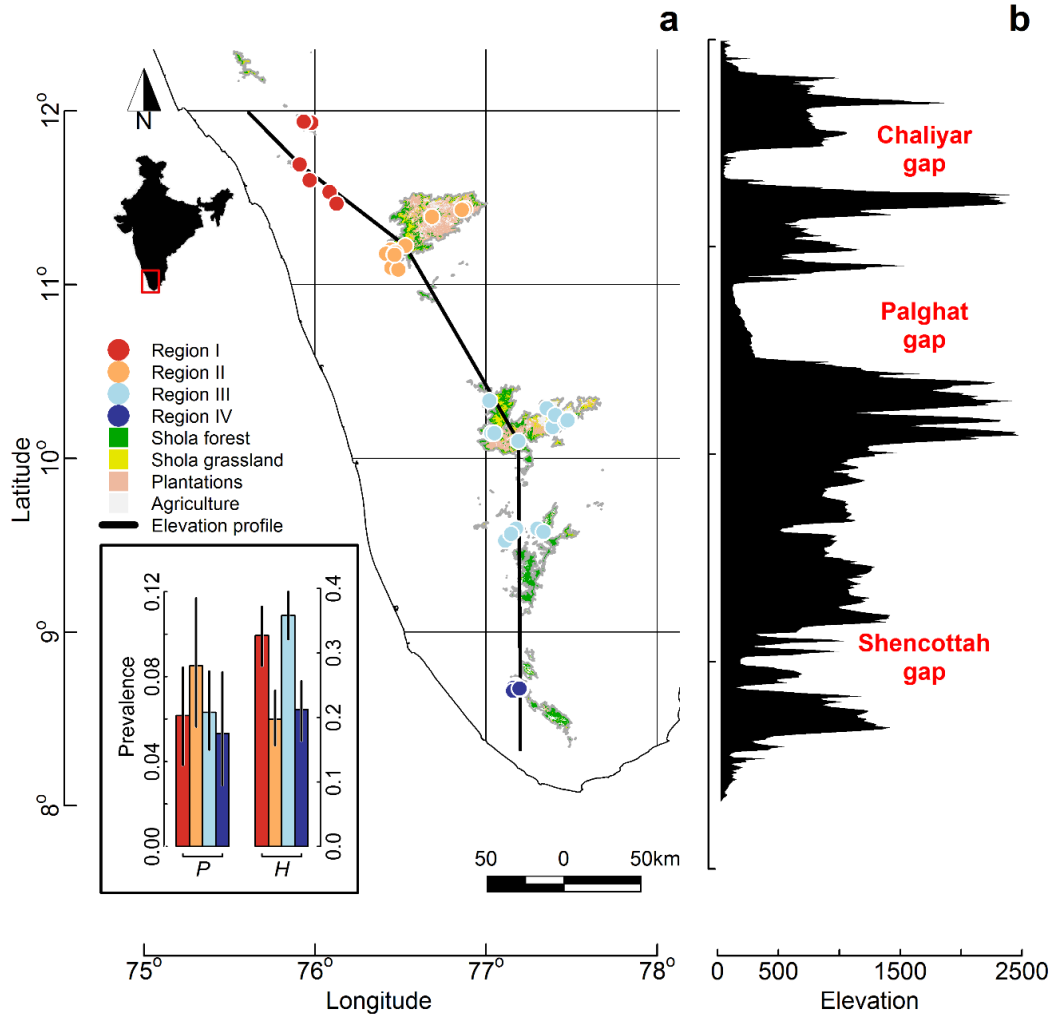 a
b
N
12°
11°
10°
9°
8°
Latitude
Region I
Region II
Region III
Region IV
Shola forest
Shola grassland
Plantations
Agriculture
Elevation profile
Prevalence
0.00
0.04
0.08
0.12
0.0
0.1
0.2
0.3
0.4
P
H
50
0
50km
75°
76°
77°
78°
Longitude
Chaliyar
gap
Palghat
gap
Shencottah
gap
0
500
1500
2500
Elevation